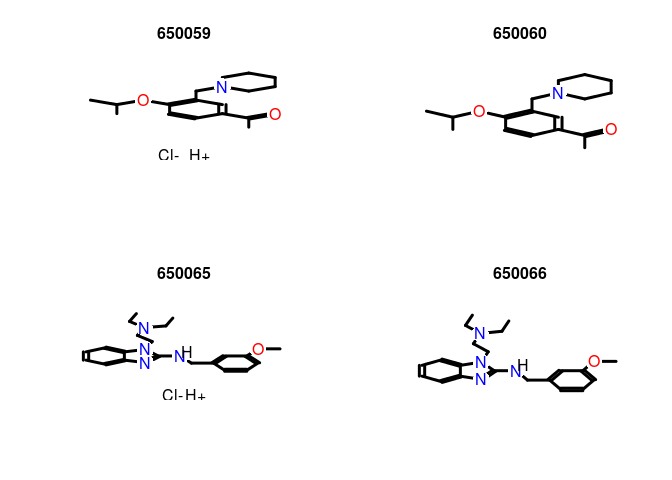 650059 650060
N N
O O
O O
Cl- H+
650065 650066
N N
N H O N H O
N N N N
Cl- H+